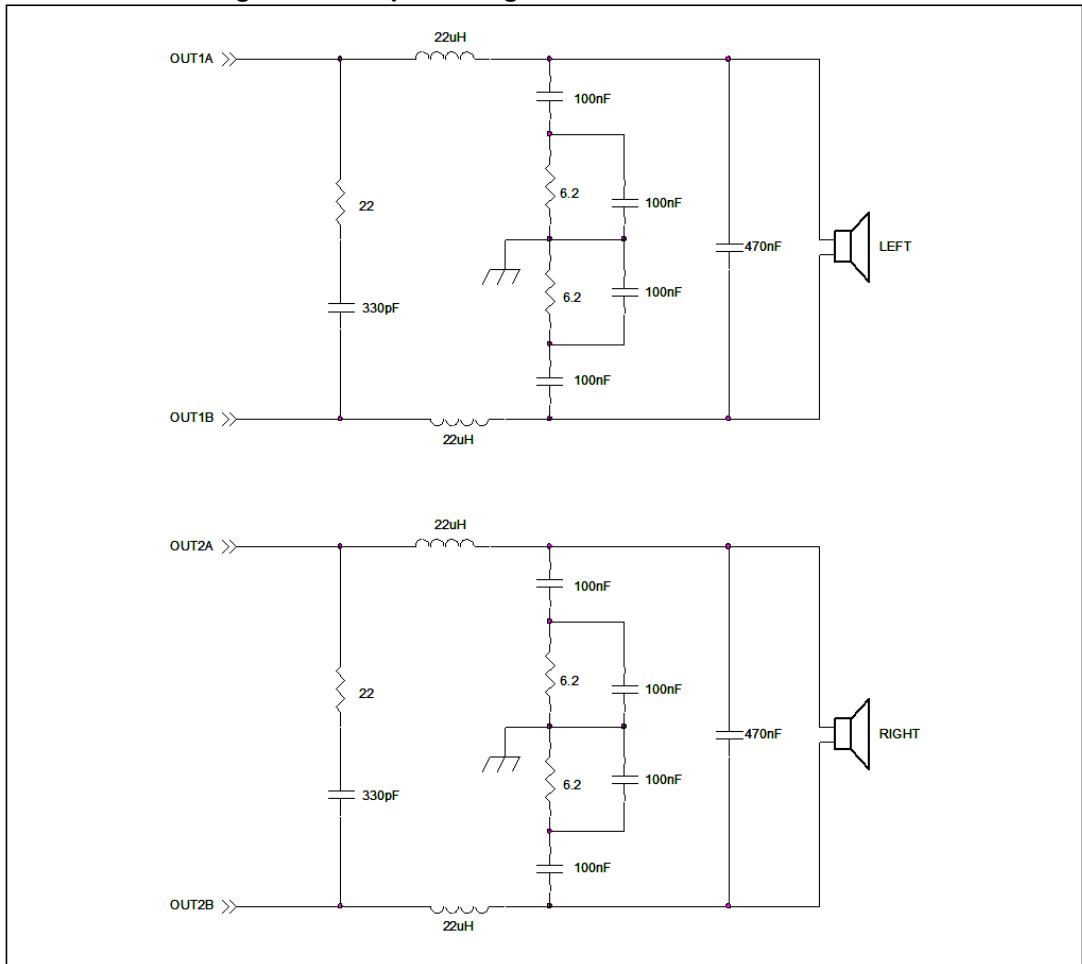 22uH
OUT1A
100nF
22
6.2
100nF
470nF
LEFT
330pF
6.2
100nF
100nF
OUT1B
22uH
22uH
OUT2A
100nF
22
6.2
100nF
470nF
RIGHT
330pF
6.2
100nF
100nF
OUT2B
22uH